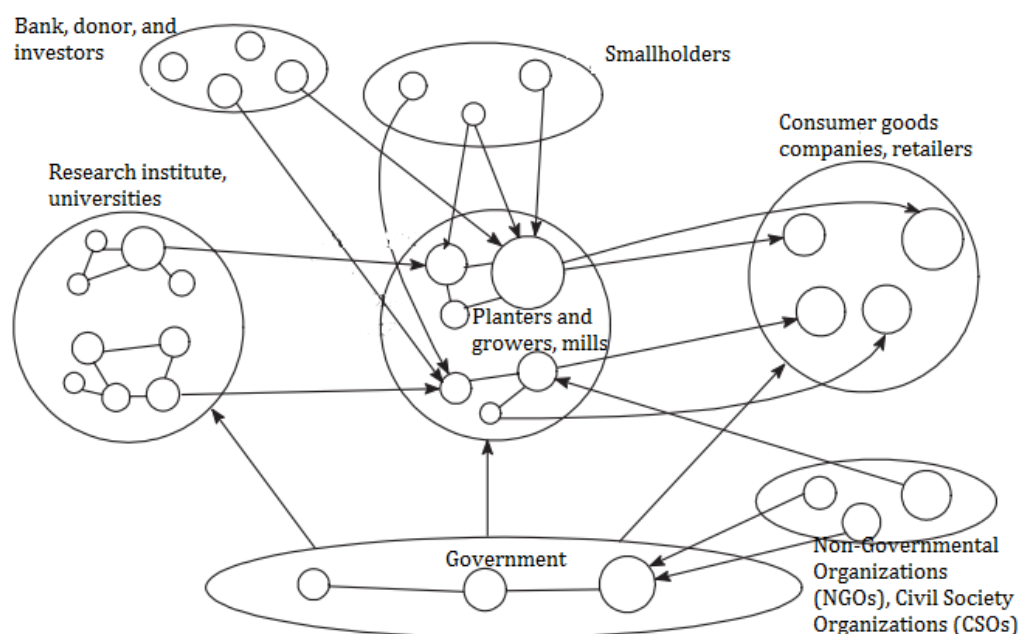 Bank, donor, and
investors
Smallholders
Consumer goods
companies, retailers
Research institute,
universities
Planters and
growers, mills
Government
Non-Governmental
Organizations
(NGOs), Civil Society
Organizations (CSOs)